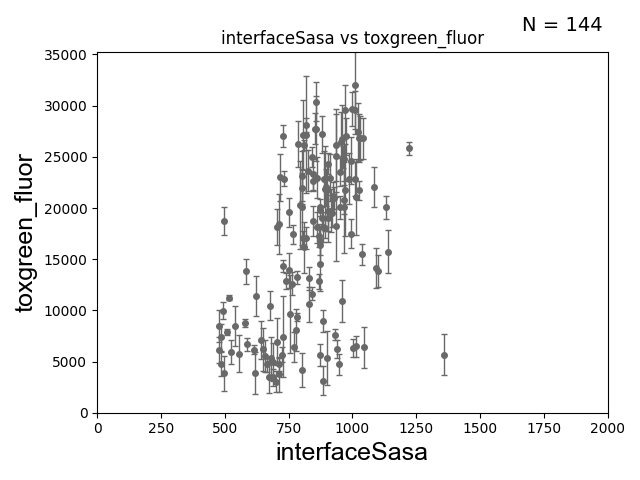 N = 144
interfaceSasa vs toxgreen_fluor
35000
30000
25000
20000
15000
10000
5000
0
toxgreen_fluor
0 250 500 750 1000 1250 1500 1750 2000
interfaceSasa